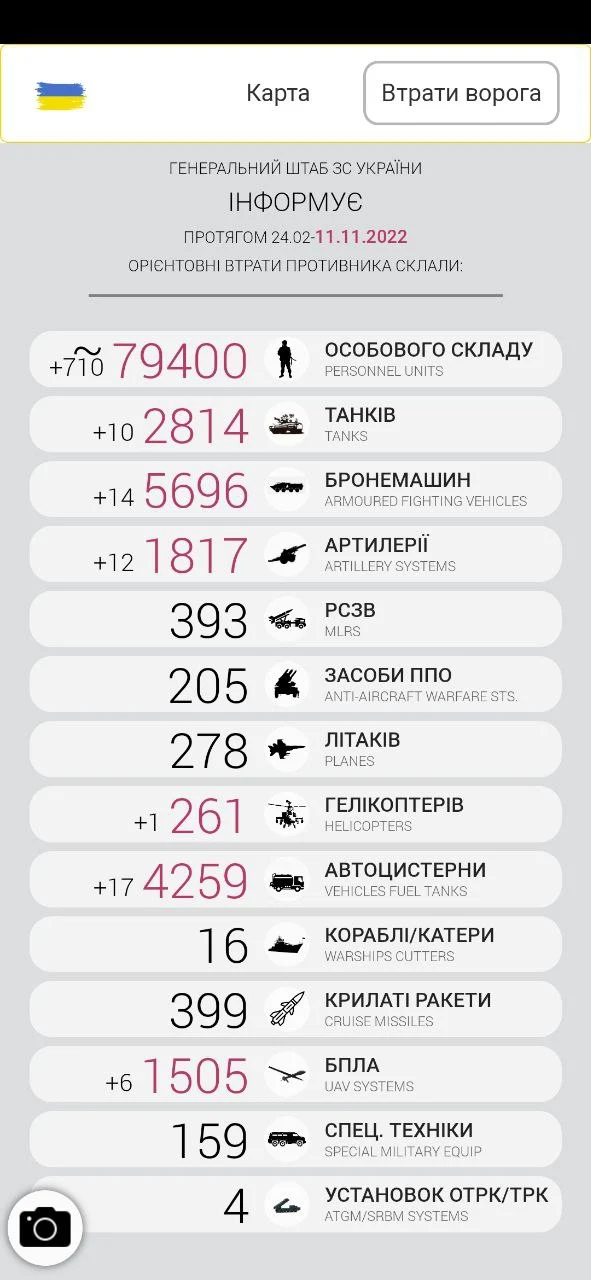 Карта
Втрати ворога
ГЕНЕРАЛЬНИЙ ШТАБ ЗС УКРАЇНИ
ІНФОРМУЄ
ПРОТЯГОМ 24.02-11.11.2022
ОРІЄНТОВНІ ВТРАТИ ПРОТИВНИКА СКЛАЛИ:
+710 ~79400 ОСОБОВОГО СКЛАДУ
PERSONNEL UNITS
+10 2814 ТАНКІВ
TANKS
+14 5696 БРОНЕМАШИН
ARMOURED FIGHTING VEHICLES
+12 1817 АРТИЛЕРІЇ
ARTILLERY SYSTEMS
393 РСЗВ
MLRS
205 ЗАСОБИ ППО
ANTI-AIRCRAFT WARFARE STS.
278 ЛІТАКІВ
PLANES
+1 261 ГЕЛІКОПТЕРІВ
HELICOPTERS
+17 4259 АВТОЦИСТЕРНИ
VEHICLES FUEL TANKS
16 КОРАБЛІ/КАТЕРИ
WARSHIPS CUTTERS
399 КРИЛАТІ РАКЕТИ
CRUISE MISSILES
+6 1505 БПЛА
UAV SYSTEMS
159 СПЕЦ. ТЕХНІКИ
SPECIAL MILITARY EQUIP
4 УСТАНОВОК ОТРК/ТРК
ATGM/SRBM SYSTEMS